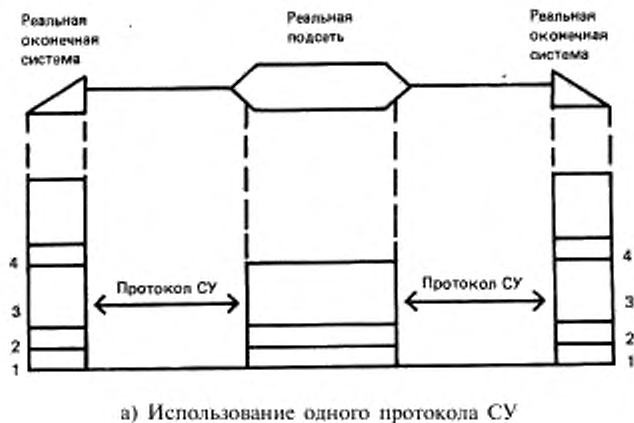 Реальная
оконечная
система
Реальная
подсеть
Реальная
оконечная
система
4
3
2
1
Протокол СУ
Протокол СУ
4
3
2
1
а) Использование одного протокола СУ